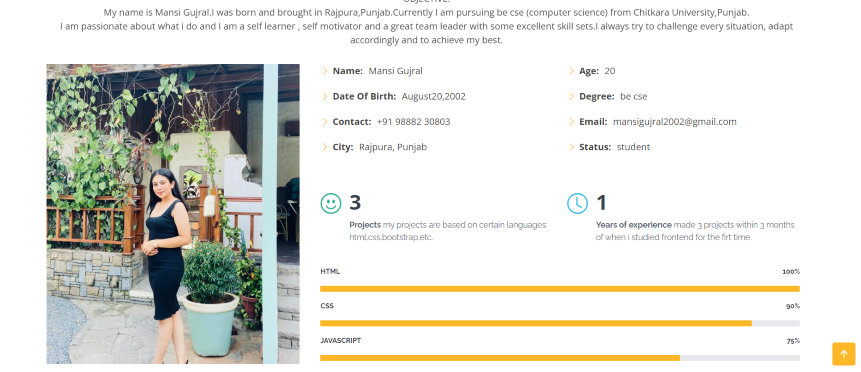 OBJECTIVE:
My name is Mansi Gujral.I was born and brought in Rajpura,Punjab.Currently I am pursuing be cse (computer science) from Chitkara University,Punjab.
I am passionate about what i do and I am a self learner , self motivator and a great team leader with some excellent skill sets.I always try to challenge every situation, adapt
accordingly and to achieve my best.
Name: Mansi Gujral
Age: 20
Date Of Birth: August20,2002
Degree: be cse
Contact: +91 98882 30803
Email: mansigujral2002@gmail.com
City: Rajpura, Punjab
Status: student
3
Projects my projects are based on certain languages:
html,css,bootstrap,etc.
1
Years of experience made 3 projects within 3 months
of when i studied frontend for the firt time.
HTML 100%
CSS 90%
JAVASCRIPT 75%